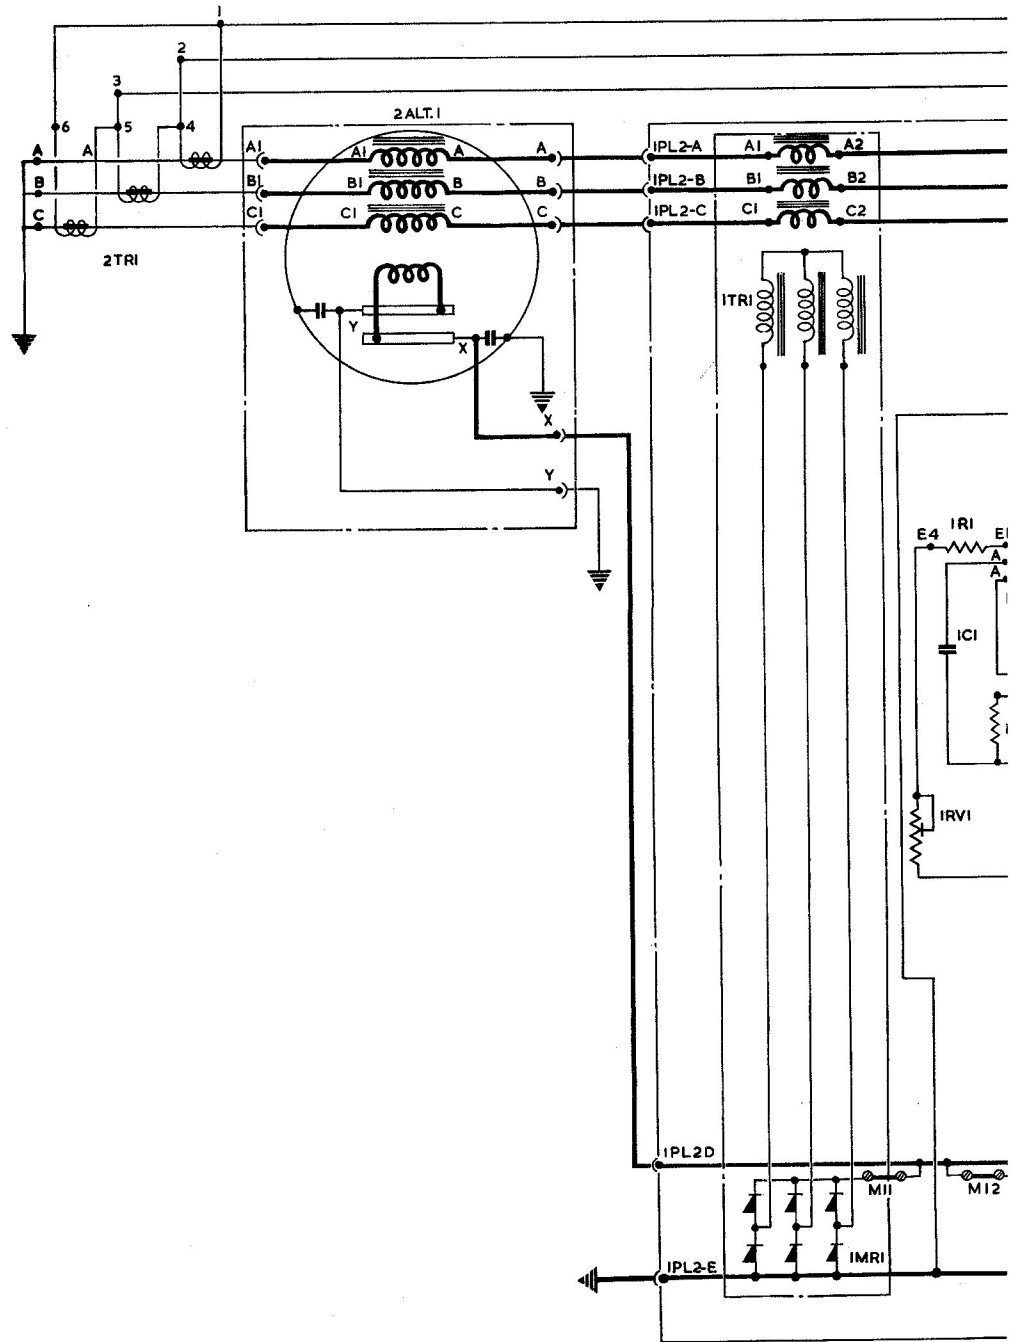 1
2
3
6 5 4
2 ALT. 1
A A A1 A1 A A 1PL2-A A1 A2
B B1 B1 B B 1PL2-B B1 B2
C C1 C1 C C 1PL2-C C1 C2
2TR1
1TR1
Y
X
X
Y
E4 1R1
A
A
1C1
1RV1
1PL2D
M11 M12
1MR1
1PL2-E